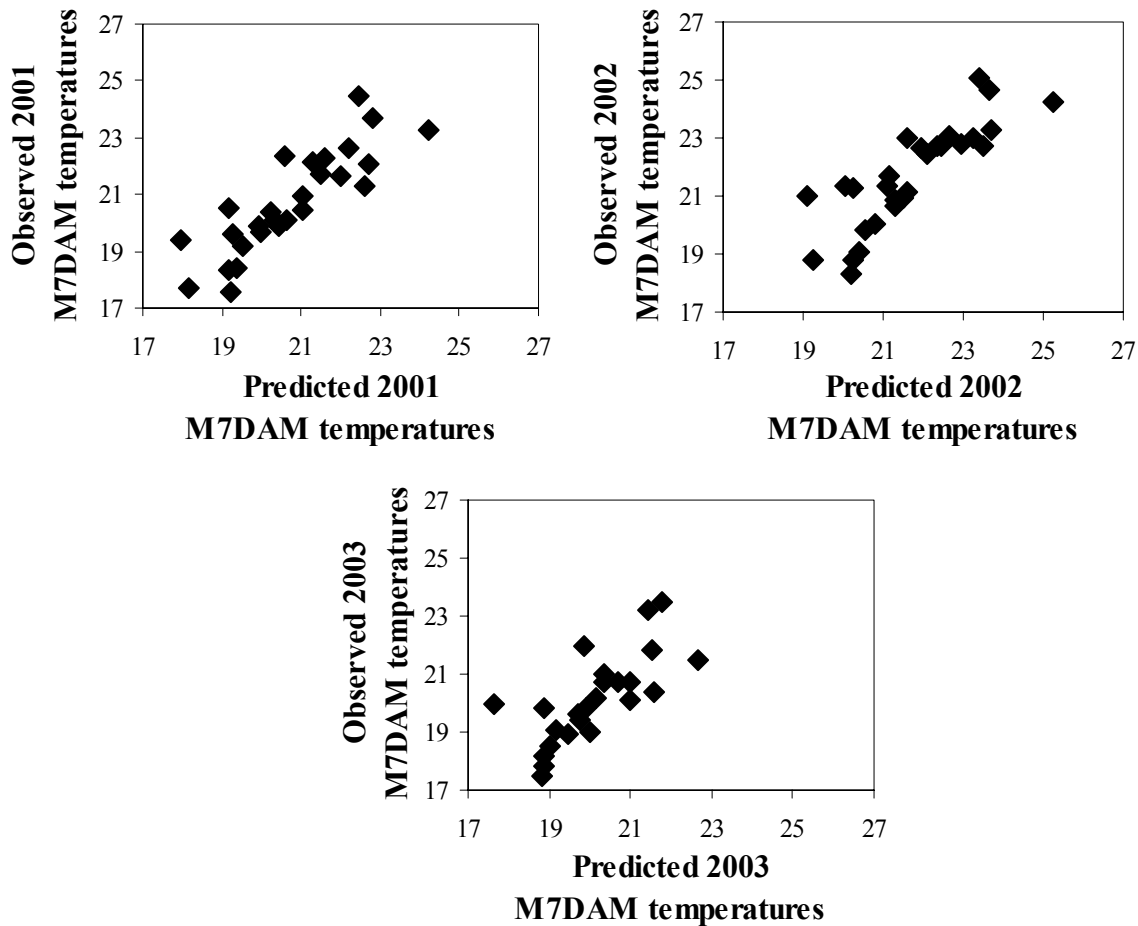 Observed 2001
M7DAM temperatures
27
25
23
21
19
17
17 19 21 23 25 27
Predicted 2001
M7DAM temperatures
Observed 2002
M7DAM temperatures
27
25
23
21
19
17
17 19 21 23 25 27
Predicted 2002
M7DAM temperatures
Observed 2003
M7DAM temperatures
27
25
23
21
19
17
17 19 21 23 25 27
Predicted 2003
M7DAM temperatures